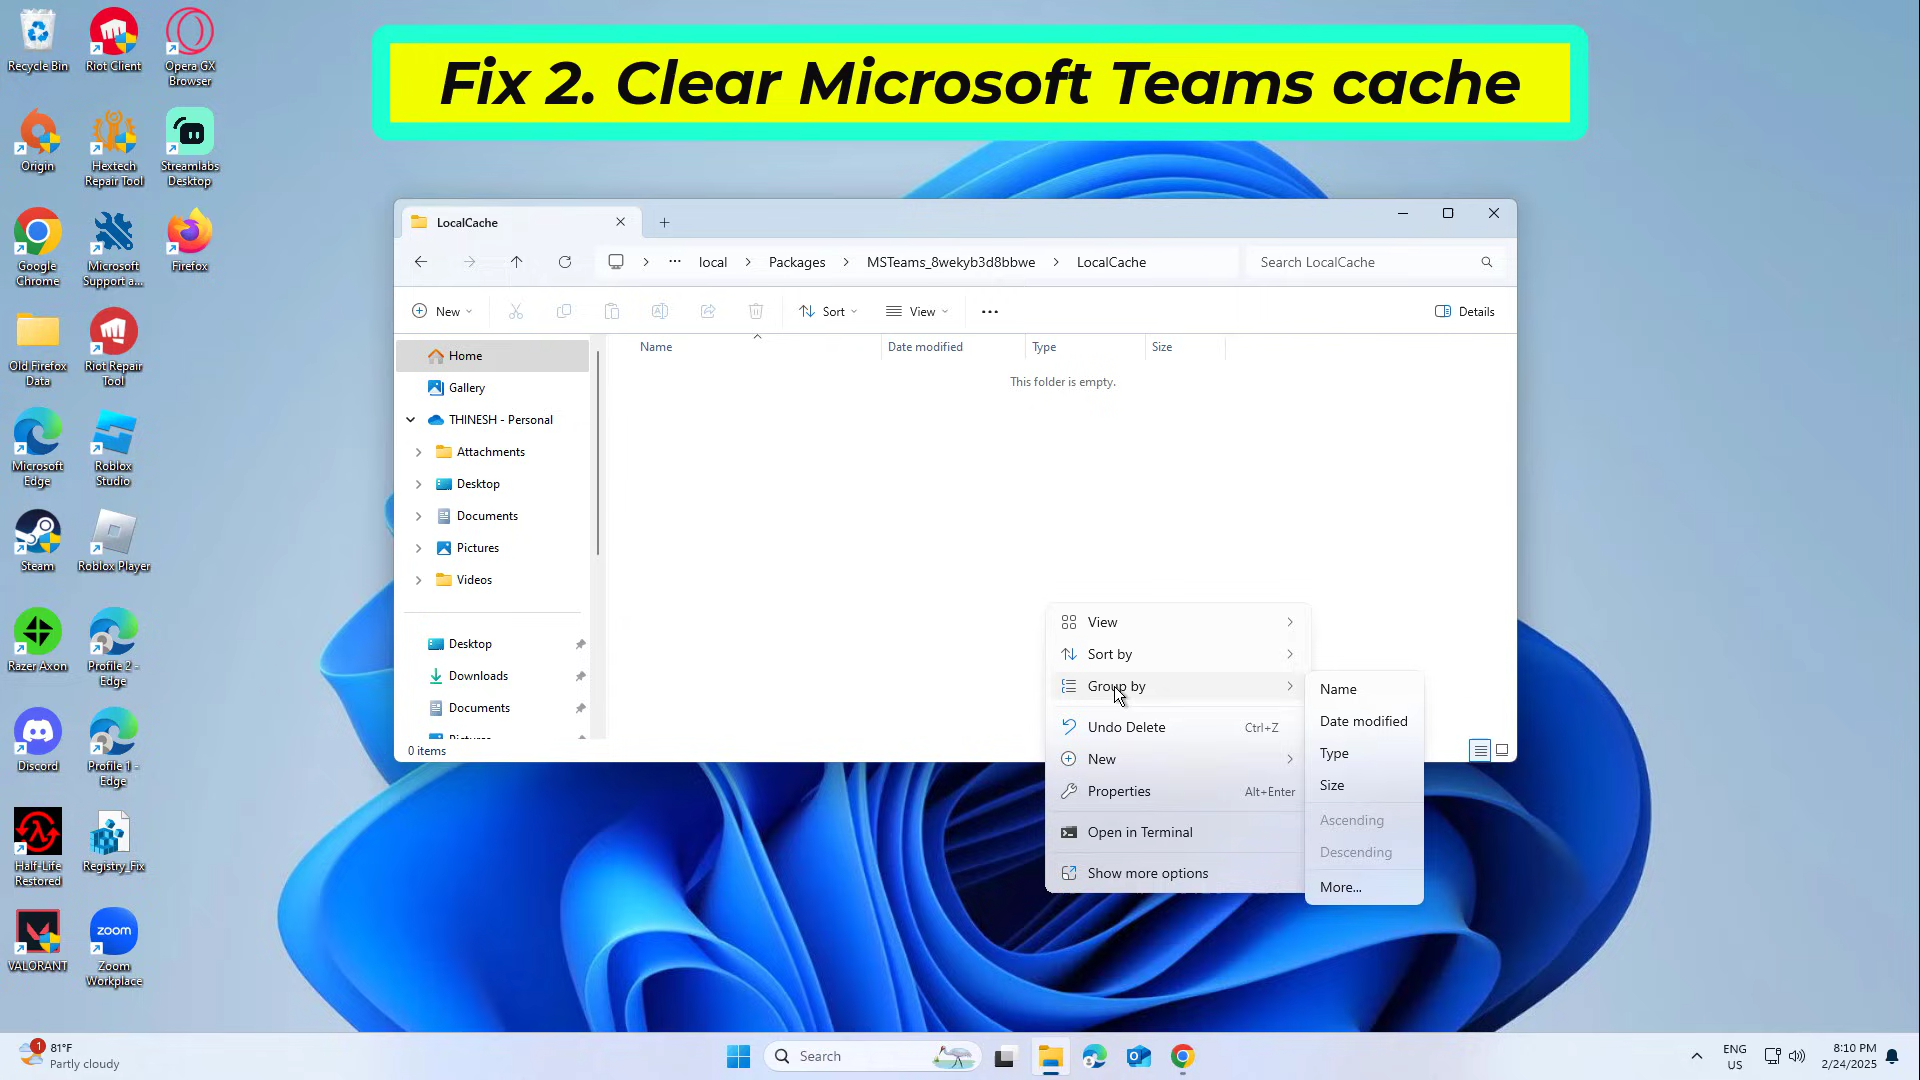 Fix 2. Clear Microsoft Teams cache
Recycle Bin
Riot Client
Opera GX
Browser
Origin
Hextech
Repair Tool
Streamlabs
Desktop
Google
Chrome
Microsoft
Support a...
Firefox
Old Firefox
Data
Riot Repair
Tool
Microsoft
Edge
Roblox
Studio
Steam
Roblox Player
Razer Axon
Profile 2 -
Edge
Discord
Profile 1 -
Edge
Half-Life
Restored
Registry_Fix
VALORANT
zoom
Zoom
Workplace
LocalCache
local
Packages
MSTeams_8wekyb3d8bbwe
LocalCache
Search LocalCache
New
Sort
View
Details
Name
Date modified
Type
Size
This folder is empty.
Home
Gallery
THINESH - Personal
Attachments
Desktop
Documents
Pictures
Videos
Desktop
Downloads
Documents
Pictures
0 items
View
Sort by
Group by
Undo Delete Ctrl+Z
New
Properties Alt+Enter
Open in Terminal
Show more options
Name
Date modified
Type
Size
Ascending
Descending
More...
1
81°F
Partly cloudy
Search
ENG
US
8:10 PM
2/24/2025